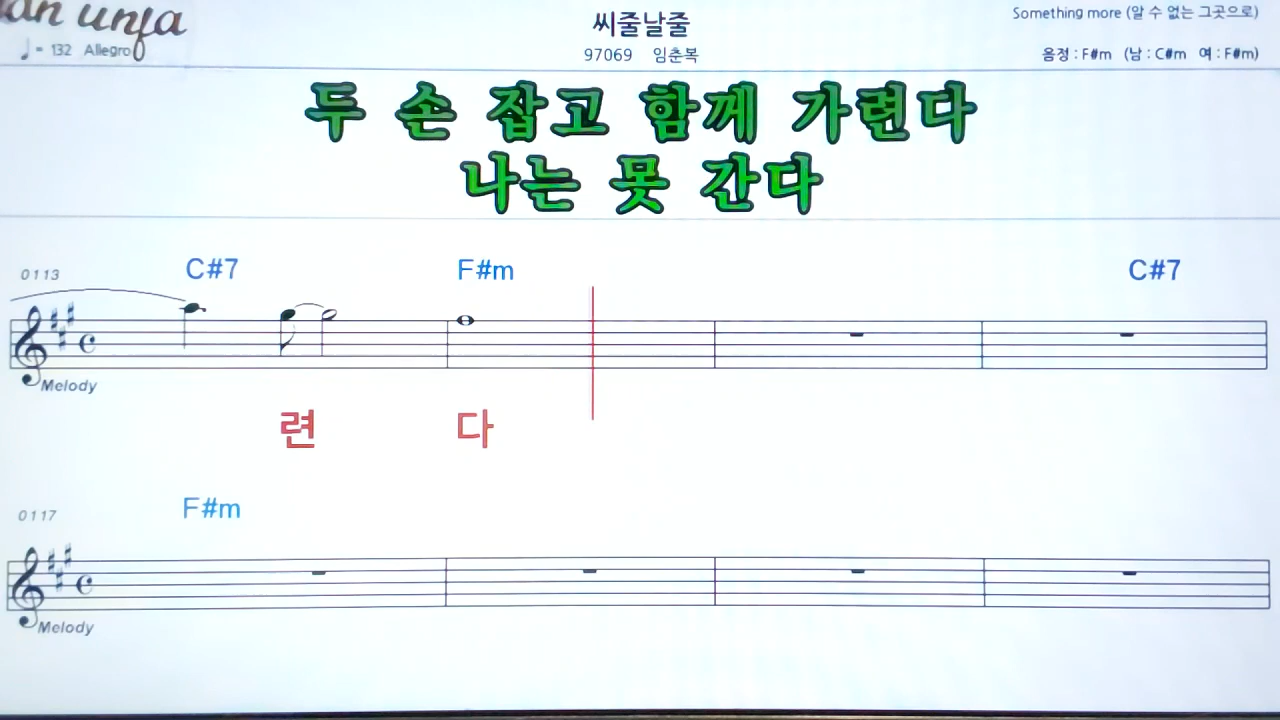 씨줄날줄
Something more (알 수 없는 그곳으로)
♩ = 132 Allegro
97069 임춘복
음정 : F#m (남 : C#m 여 : F#m)
두 손 잡고 함께 가련다
나는 못 간다
0113 C#7 F#m C#7
Melody
련 다
0117 F#m
Melody